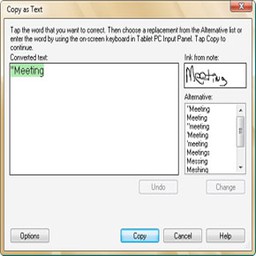 Copy as Text
Tap the word that you want to correct. Then choose a replacement from the Alternative list or
enter the word by using the on-screen keyboard in Tablet PC Input Panel. Tap Copy to
continue.
Converted text:
Ink from note:
"Meeting
Meeting
Alternative:
"Meeting
Meeting
"meeting
'Meeting
'meeting
Meetings
Messing
Meshing
Undo
Change
Options
Copy
Cancel
Help